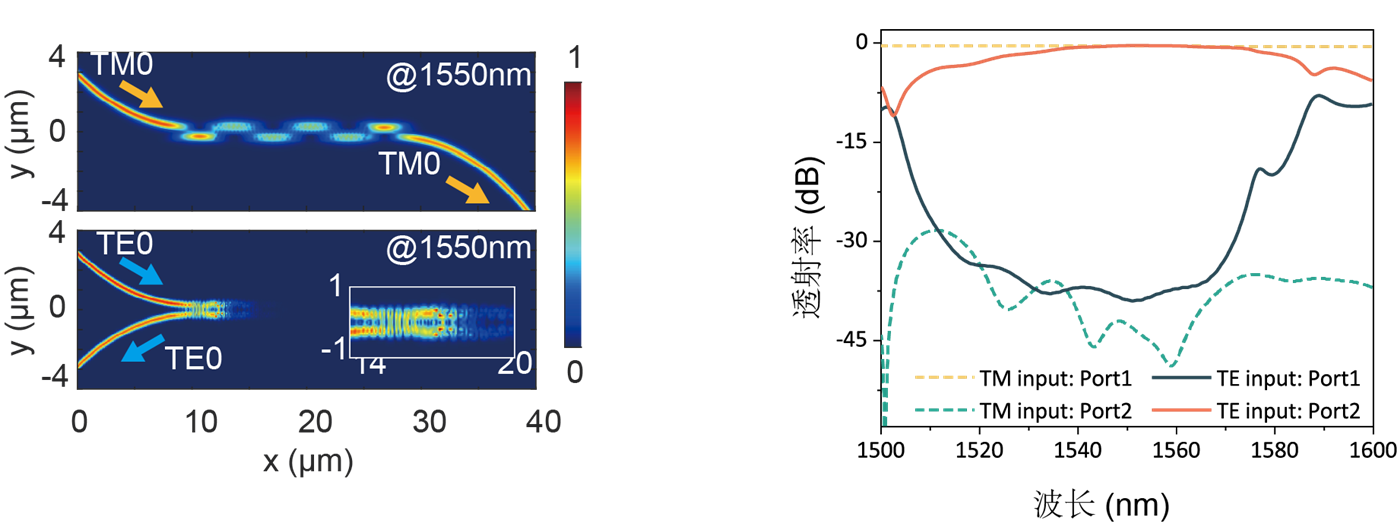 4
TM0
@1550nm
y (μm)
0
TM0
-4
1
0
4
TE0
@1550nm
y (μm)
0
TE0
-4
1
-1
14
20
0
10
20
30
40
x (μm)
0
-15
-30
-45
透射率 (dB)
TM input: Port1
TE input: Port1
TM input: Port2
TE input: Port2
1500
1520
1540
1560
1580
1600
波长 (nm)